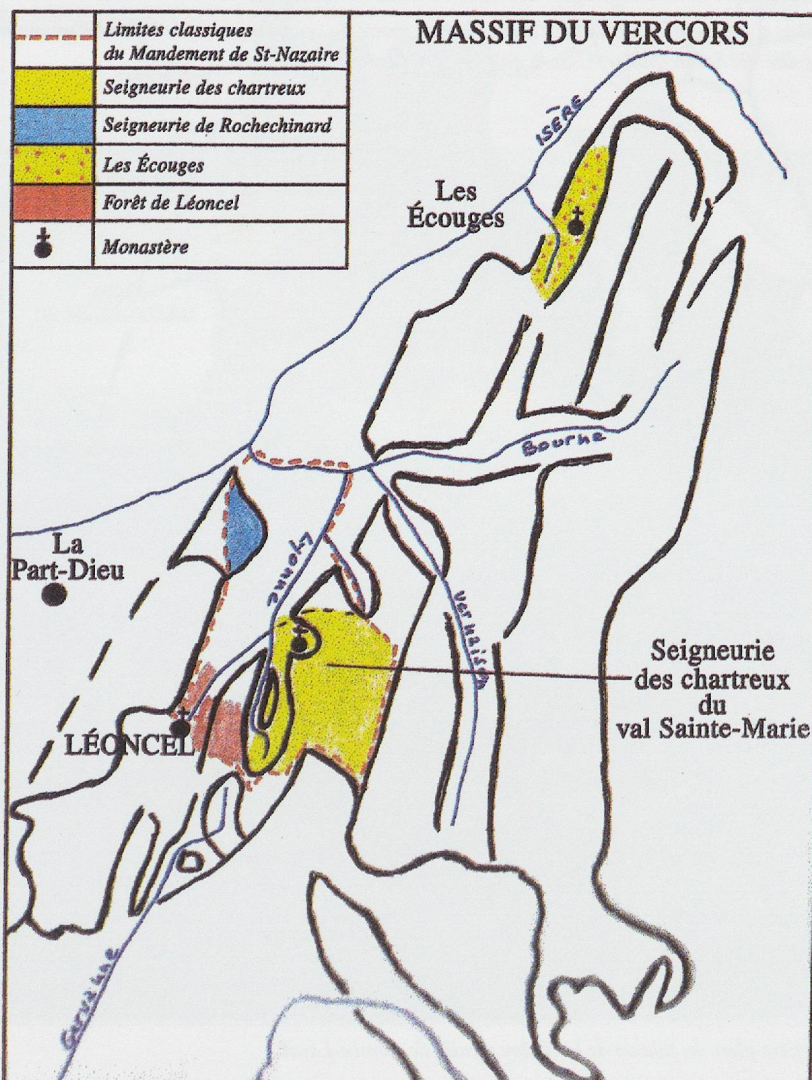 Limites classiques
du Mandement de St-Nazaire
Seigneurie des chartreux
Seigneurie de Rochechinard
Les Écouges
Forêt de Léoncel
Monastère
MASSIF DU VERCORS
ISÈRE
Les
Écouges
Bourne
La
Part-Dieu
Lyonne
Vernaison
Seigneurie
des chartreux
du
val Sainte-Marie
LÉONCEL
Gervanne